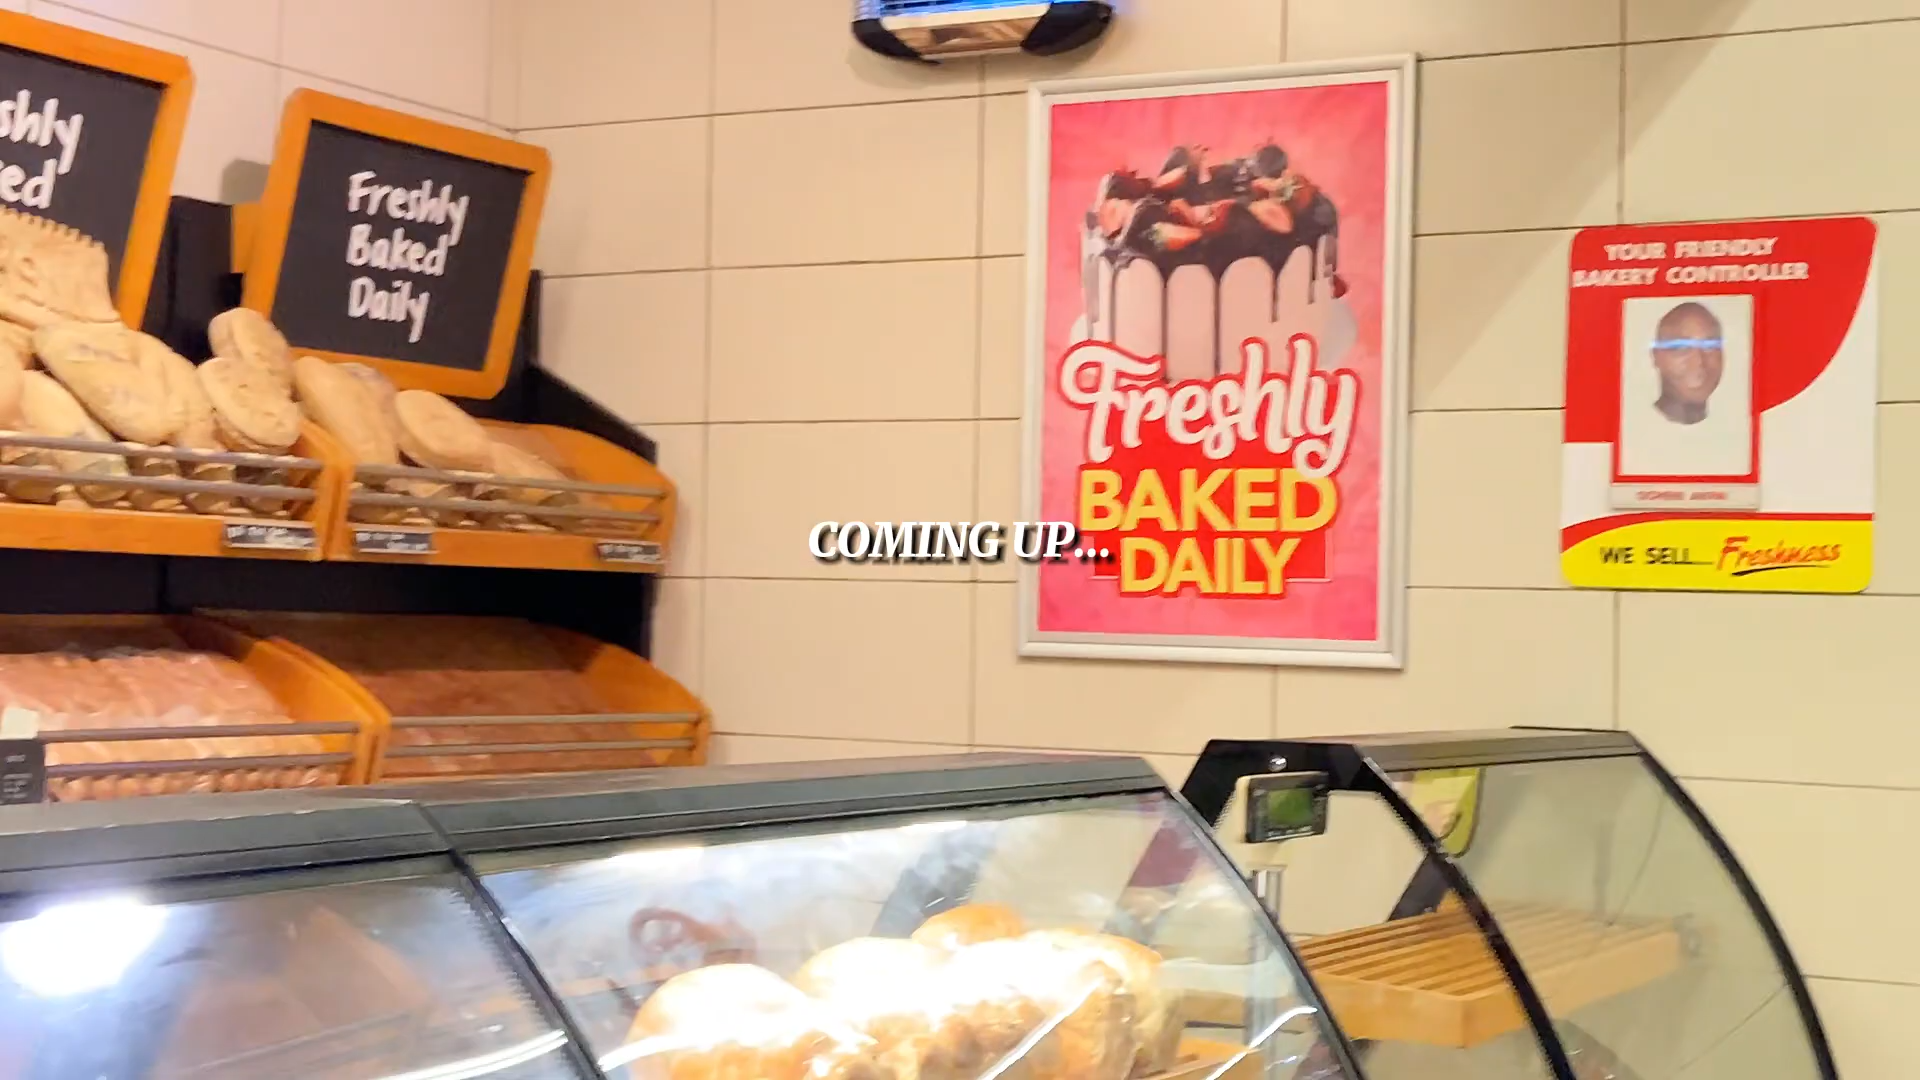 shly
ed
Freshly
Baked
Daily
Freshly
BAKED
DAILY
COMING UP...
YOUR FRIENDLY
BAKERY CONTROLLER
WE SELL... Freshness